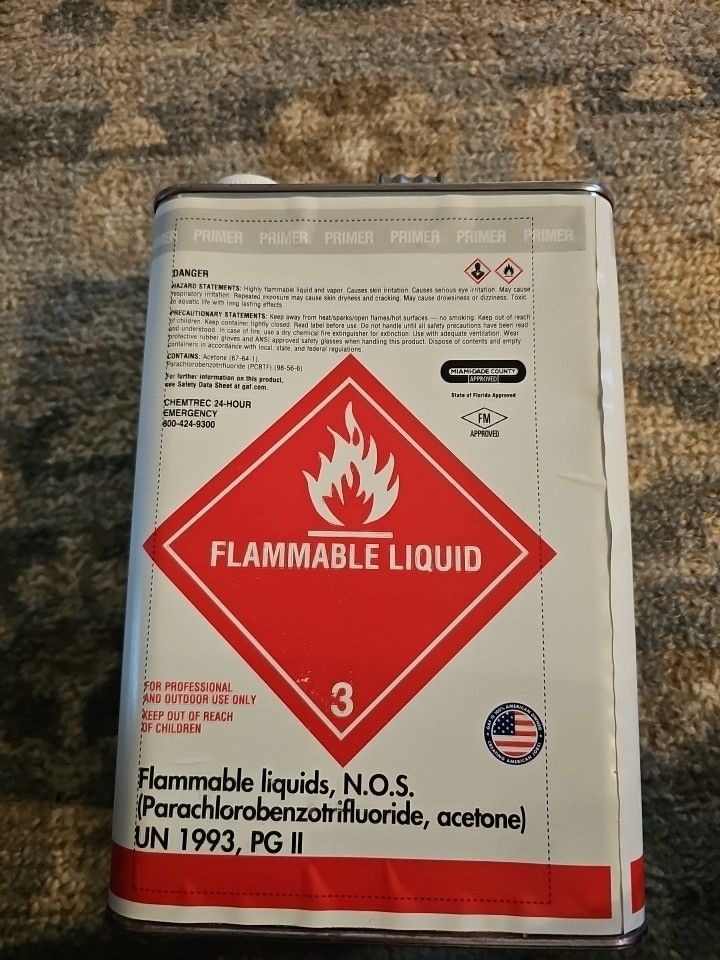 PRIMER PRIMER PRIMER PRIMER PRIMER PRIMER
DANGER
HAZARD STATEMENTS: Highly flammable liquid and vapor. Causes skin irritation. Causes serious eye irritation. May cause
respiratory irritation. Repeated exposure may cause skin dryness and cracking. May cause drowsiness or dizziness. Toxic
to aquatic life with long lasting effects.
PRECAUTIONARY STATEMENTS: Keep away from heat/sparks/open flames/hot surfaces — no smoking. Keep out of reach
of children. Keep container tightly closed. Read label before use. Do not handle until all safety precautions have been read
and understood. In case of fire, use a dry chemical fire extinguisher for extinction. Use with adequate ventilation. Wear
protective rubber gloves and ANSI approved safety glasses when handling this product. Dispose of contents and empty
containers in accordance with local, state, and federal regulations.
CONTAINS: Acetone (67-64-1),
Parachlorobenzotrifluoride (PCBTF) (98-56-6)
For further information on this product,
see Safety Data Sheet at gaf.com.
CHEMTREC 24-HOUR
EMERGENCY
800-424-9300
MIAMI-DADE COUNTY
APPROVED
State of Florida Approved
FM
APPROVED
FLAMMABLE LIQUID
3
FOR PROFESSIONAL
AND OUTDOOR USE ONLY
KEEP OUT OF REACH
OF CHILDREN
GAF IS 100% AMERICAN OWNED
CREATING AMERICAN JOBS!
Flammable liquids, N.O.S.
(Parachlorobenzotrifluoride, acetone)
UN 1993, PG II